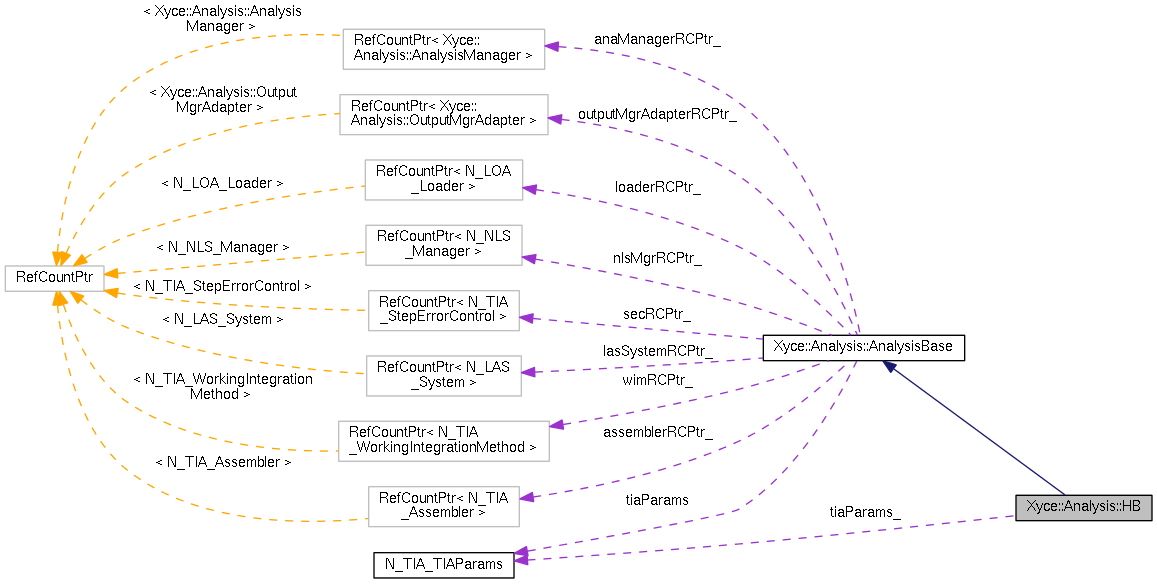 < Xyce::Analysis::Analysis
Manager >
RefCountPtr< Xyce::
Analysis::AnalysisManager >
anaManagerRCPtr_
< Xyce::Analysis::Output
MgrAdapter >
RefCountPtr< Xyce::
Analysis::OutputMgrAdapter >
outputMgrAdapterRCPtr_
< N_LOA_Loader >
RefCountPtr< N_LOA
_Loader >
loaderRCPtr_
< N_NLS_Manager >
RefCountPtr< N_NLS
_Manager >
nlsMgrRCPtr_
RefCountPtr
< N_TIA_StepErrorControl >
RefCountPtr< N_TIA
_StepErrorControl >
secRCPtr_
< N_LAS_System >
RefCountPtr< N_LAS
_System >
lasSystemRCPtr_
Xyce::Analysis::AnalysisBase
< N_TIA_WorkingIntegration
Method >
RefCountPtr< N_TIA
_WorkingIntegrationMethod >
wimRCPtr_
< N_TIA_Assembler >
RefCountPtr< N_TIA
_Assembler >
assemblerRCPtr_
tiaParams
tiaParams_
Xyce::Analysis::HB
N_TIA_TIAParams